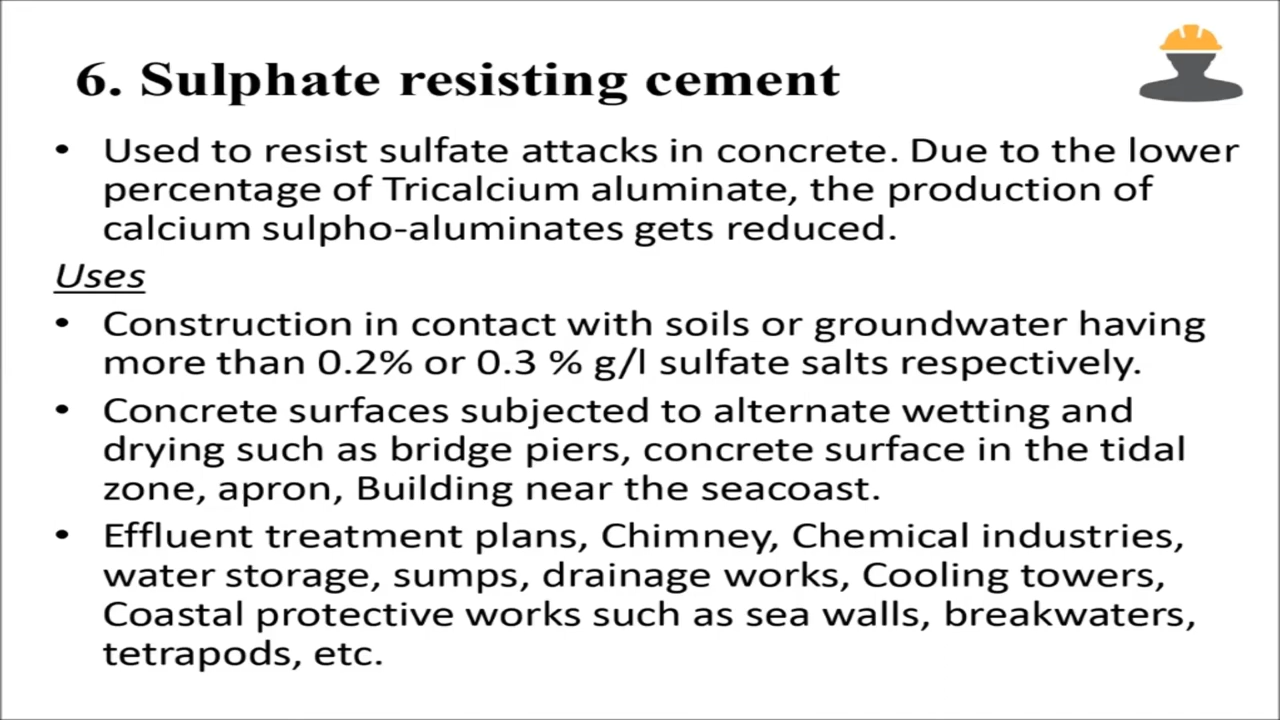 6. Sulphate resisting cement
• Used to resist sulfate attacks in concrete. Due to the lower
percentage of Tricalcium aluminate, the production of
calcium sulpho-aluminates gets reduced.
Uses
• Construction in contact with soils or groundwater having
more than 0.2% or 0.3 % g/l sulfate salts respectively.
• Concrete surfaces subjected to alternate wetting and
drying such as bridge piers, concrete surface in the tidal
zone, apron, Building near the seacoast.
• Effluent treatment plans, Chimney, Chemical industries,
water storage, sumps, drainage works, Cooling towers,
Coastal protective works such as sea walls, breakwaters,
tetrapods, etc.